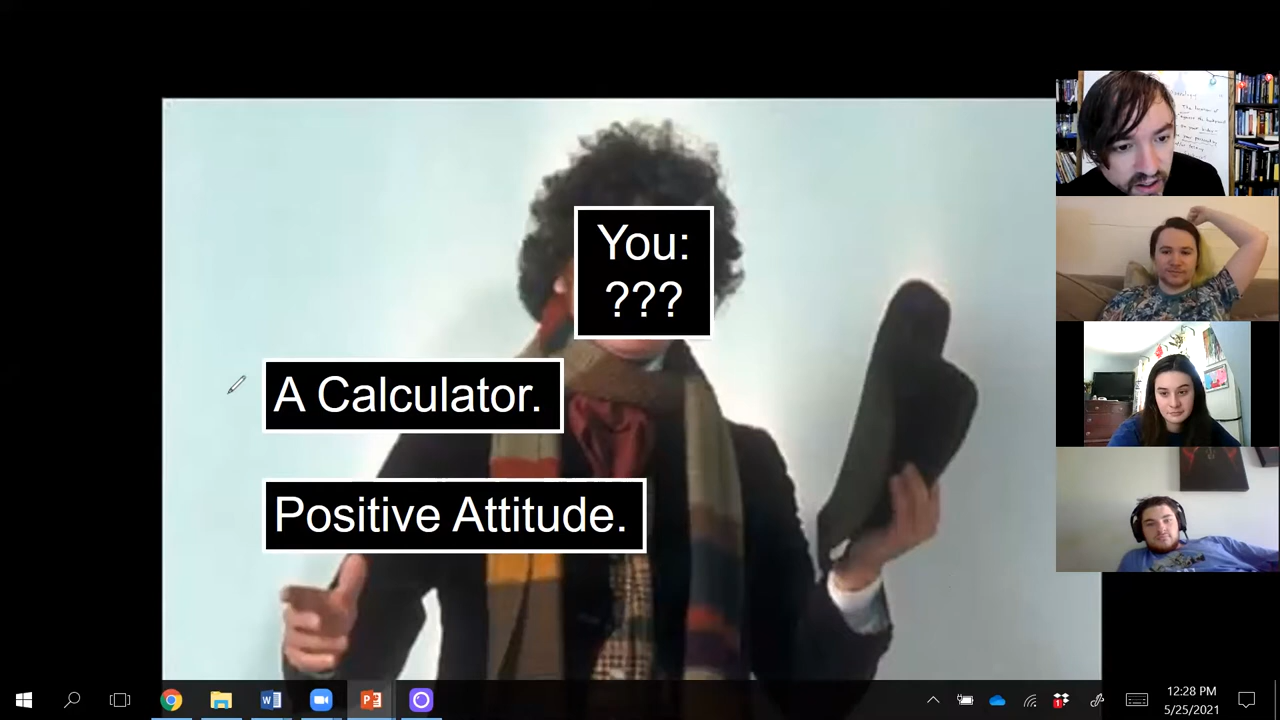 You:
???
A Calculator.
Positive Attitude.
12:28 PM
5/25/2021